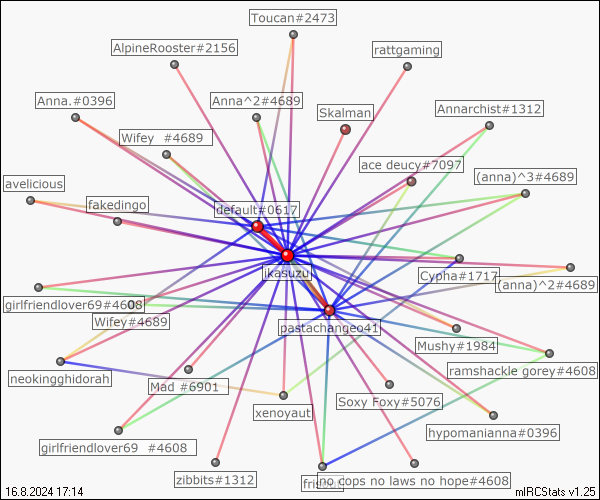 Toucan#2473
AlpineRooster#2156
rattgaming
Anna.#0396
Anna^2#4689
Skalman
Annarchist#1312
Wifey #4689
ace deucy#7097
(anna)^3#4689
avelicious
fakedingo
default#0617
likasuzu
Cypha#1717
(anna)^2#4689
girlfriendlover69#4608
Wifey#4689
pastachangeo41
Mushy#1984
neokingghidorah
Mad #6901
ramshackle gorey#4608
xenoyaut
Soxy Foxy#5076
hypomanianna#0396
girlfriendlover69 #4608
zibbits#1312
no cops no laws no hope#4608
16.8.2024 17:14
mIRCStats v1.25